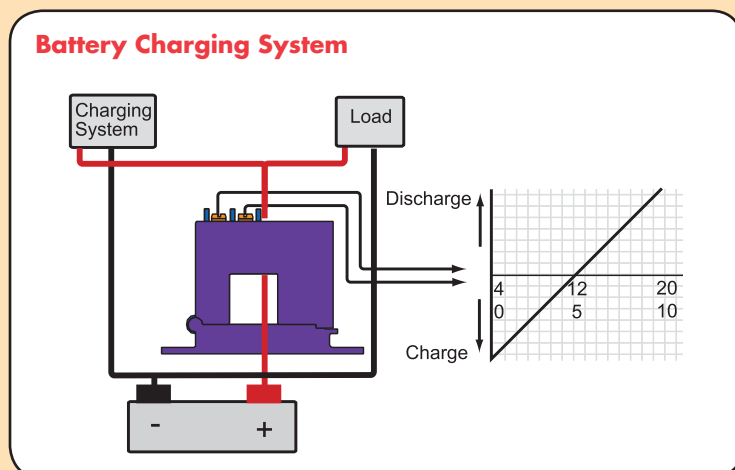 Battery Charging System
Charging
System
Load
Discharge
4 12 20
0 5 10
Charge
- +